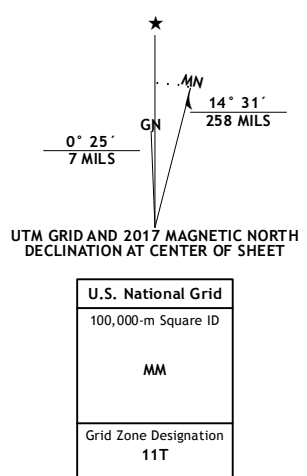 ★
MN
14° 31´
258 MILS
GN
0° 25´
7 MILS
UTM GRID AND 2017 MAGNETIC NORTH
DECLINATION AT CENTER OF SHEET
U.S. National Grid
100,000-m Square ID
MM
Grid Zone Designation
11T